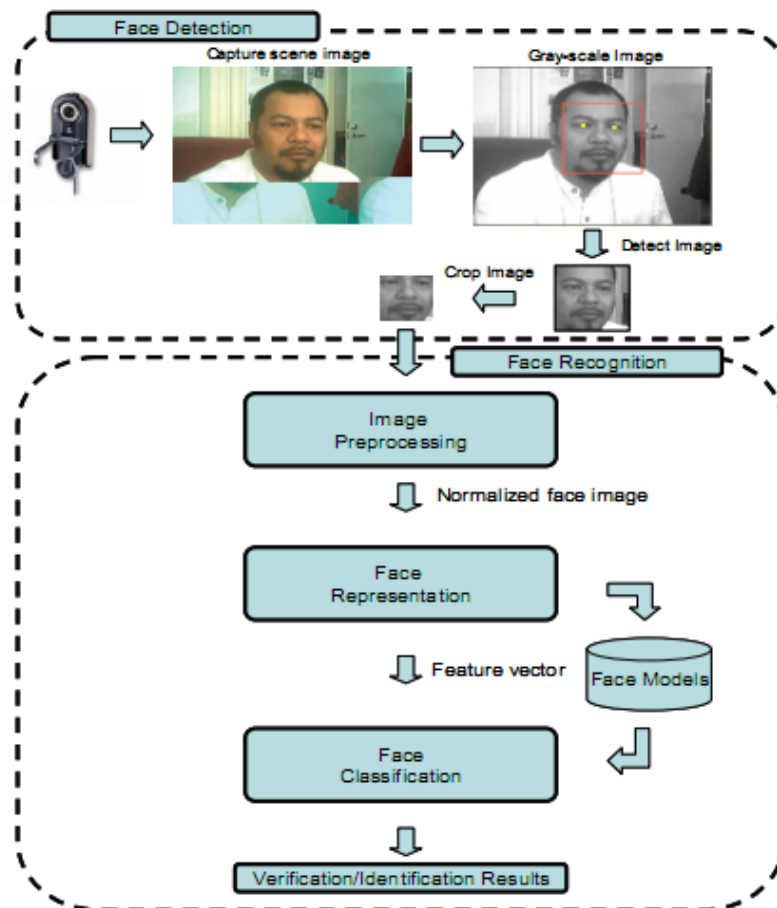 Face Detection
Capture scene image
Gray-scale Image
Detect Image
Crop Image
Face Recognition
Image
Preprocessing
Normalized face image
Face
Representation
Feature vector
Face Models
Face
Classification
Verification/Identification Results